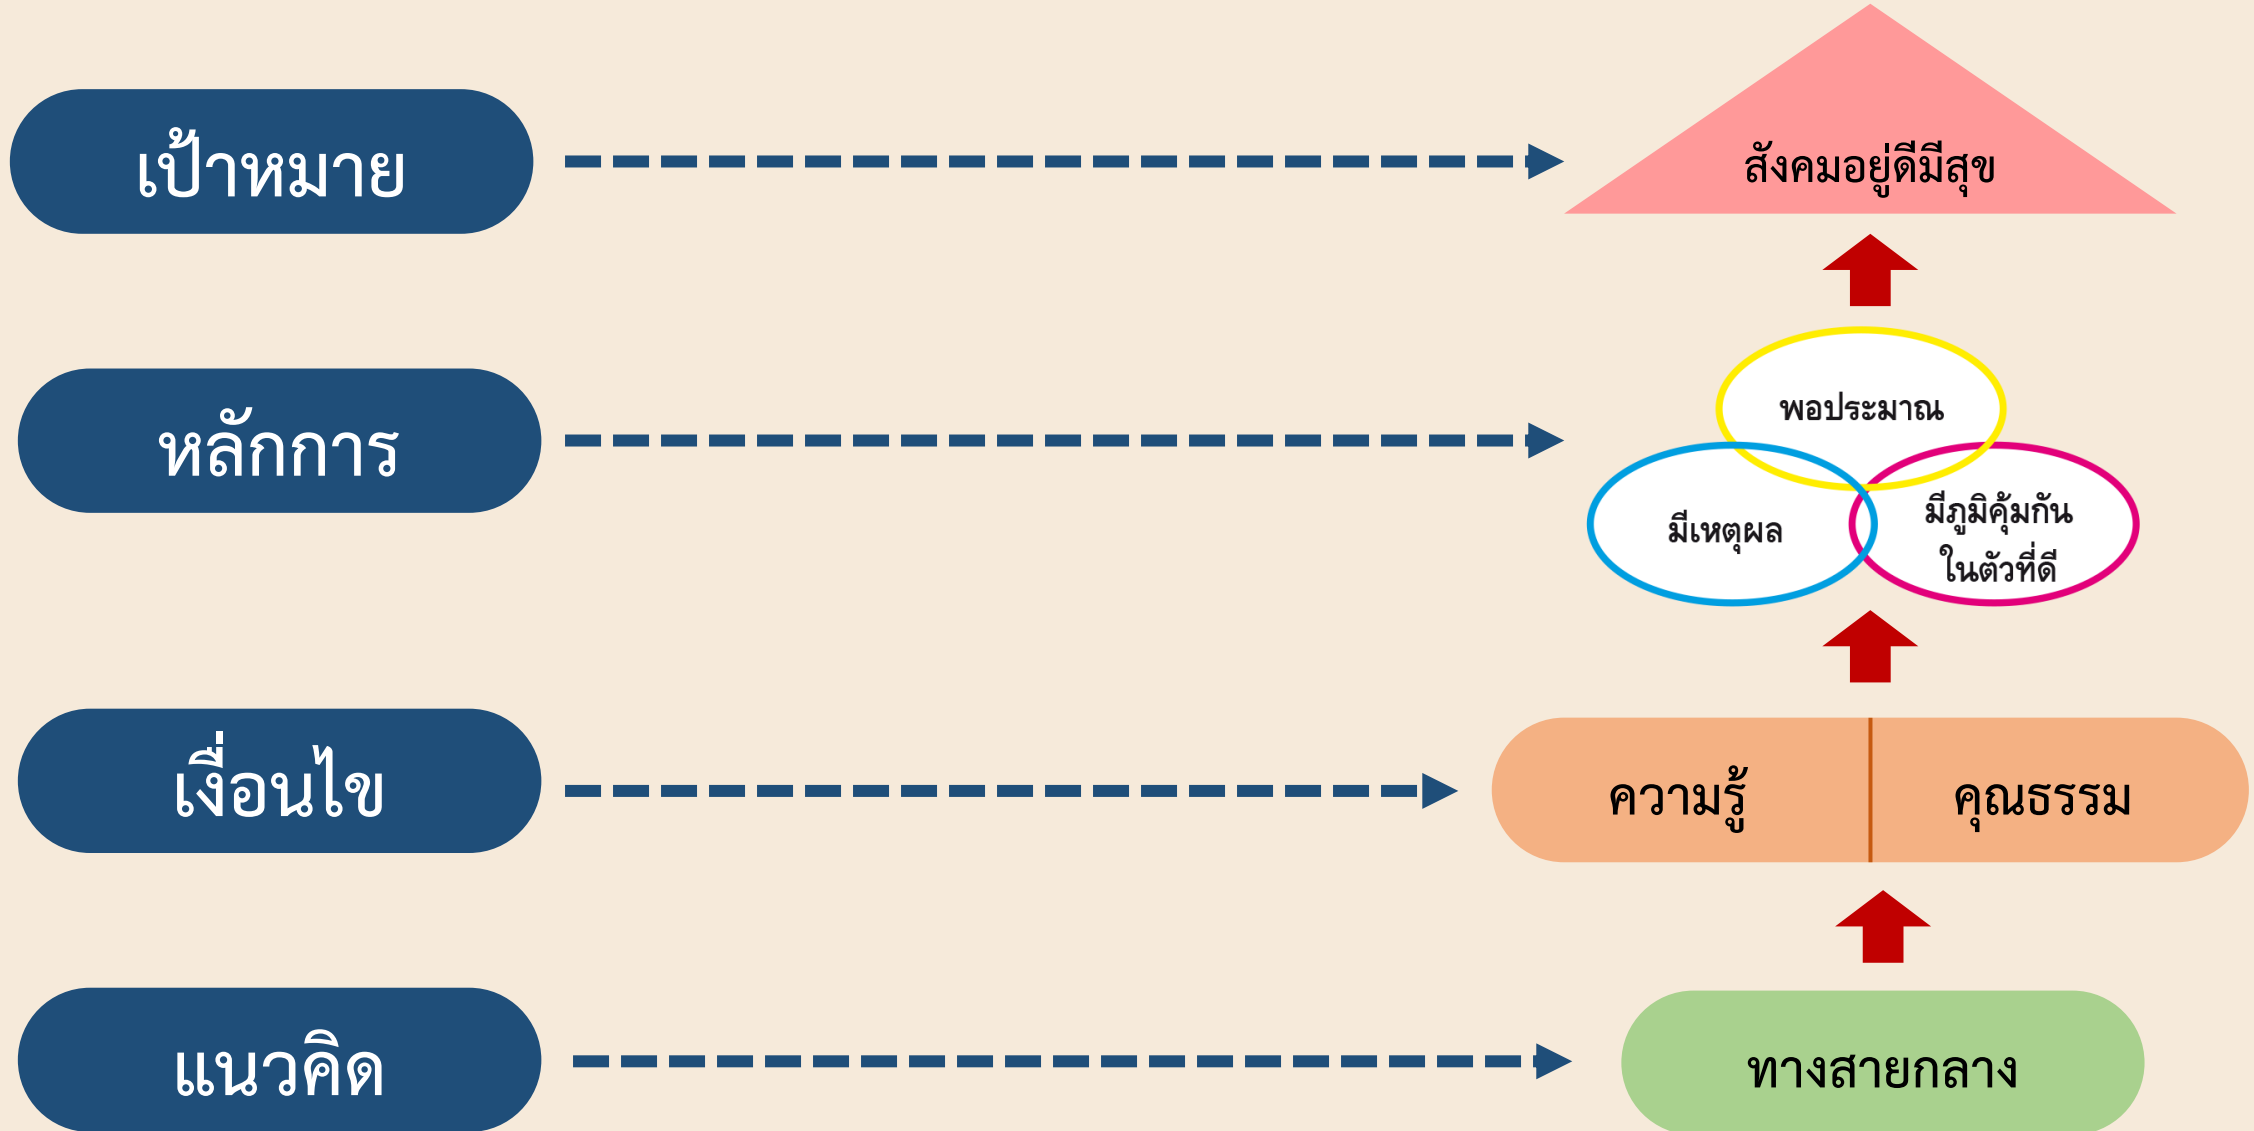 เป้าหมาย
สังคมอยู่ดีมีสุข
หลักการ
พอประมาณ
มีเหตุผล
มีภูมิคุ้มกัน
ในตัวที่ดี
เงื่อนไข
ความรู้
คุณธรรม
แนวคิด
ทางสายกลาง